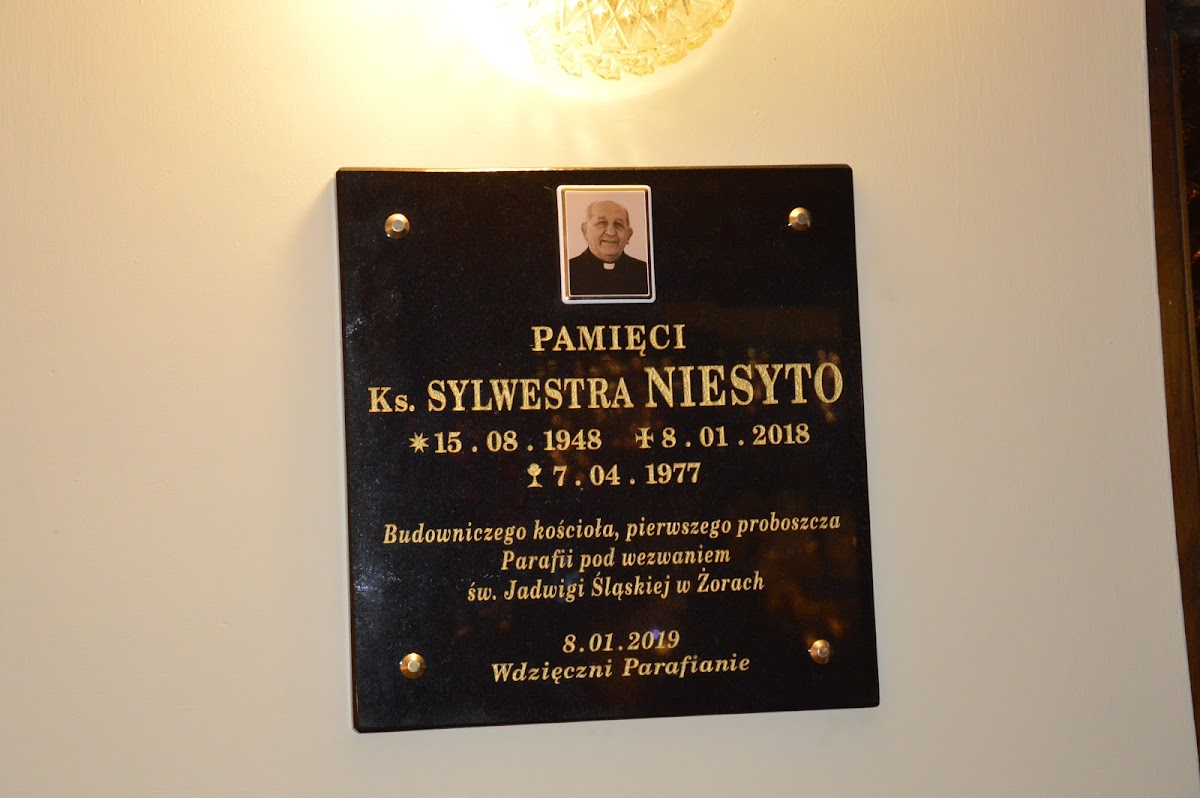 PAMIĘCI
Ks. SYLWESTRA NIESYTO
15.08.1948 8.01.2018
7.04.1977
Budowniczego kościoła, pierwszego proboszcza
Parafii pod wezwaniem
św. Jadwigi Śląskiej w Żorach
8.01.2019
Wdzięczni Parafianie